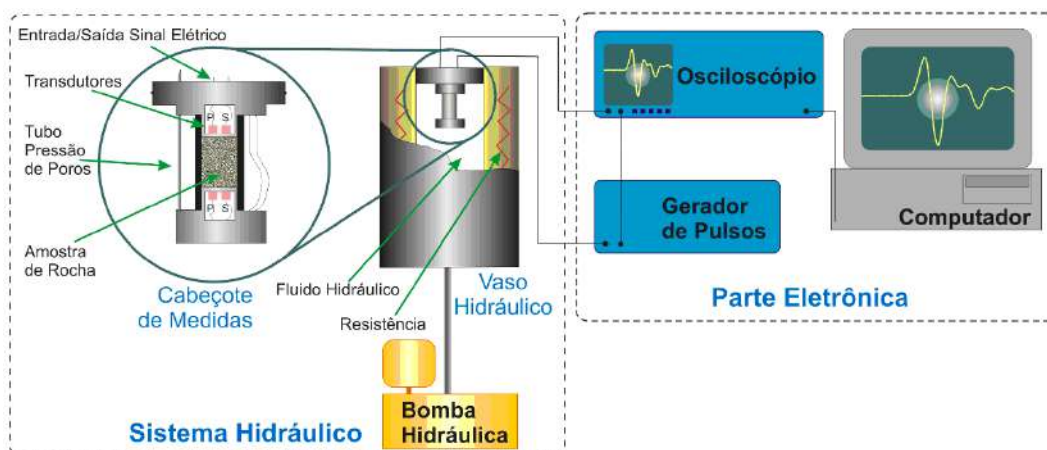 Entrada/Saída Sinal Elétrico
Transdutores
Tubo
Pressão
de Poros
P S
P S
Amostra
de Rocha
Cabeçote
de Medidas
Fluido Hidráulico
Resistência
Vaso
Hidráulico
Bomba
Hidráulica
Sistema Hidráulico
Osciloscópio
Gerador
de Pulsos
Computador
Parte Eletrônica